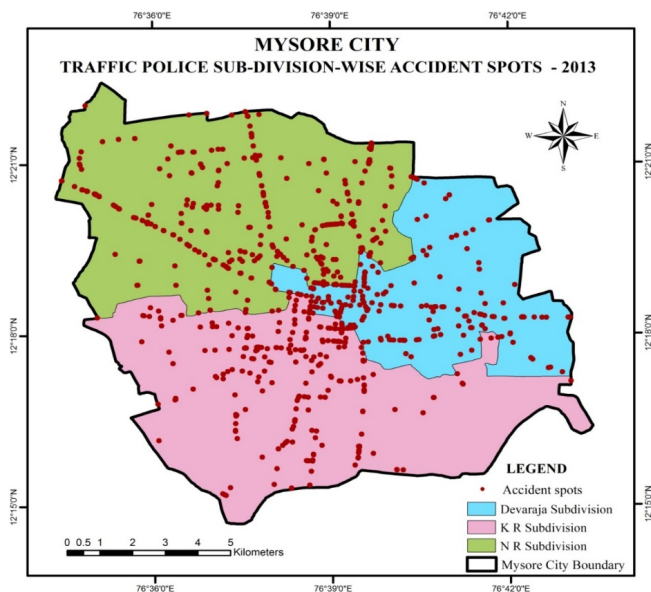 76°36'0"E 76°39'0"E 76°42'0"E
MYSORE CITY
TRAFFIC POLICE SUB-DIVISION-WISE ACCIDENT SPOTS - 2013
N
W E
S
12°21'0"N 12°21'0"N
12°18'0"N 12°18'0"N
12°15'0"N 12°15'0"N
LEGEND
Accident spots
Devaraja Subdivision
K R Subdivision
N R Subdivision
Mysore City Boundary
0 0.5 1 2 3 4 5
Kilometers
76°36'0"E 76°39'0"E 76°42'0"E